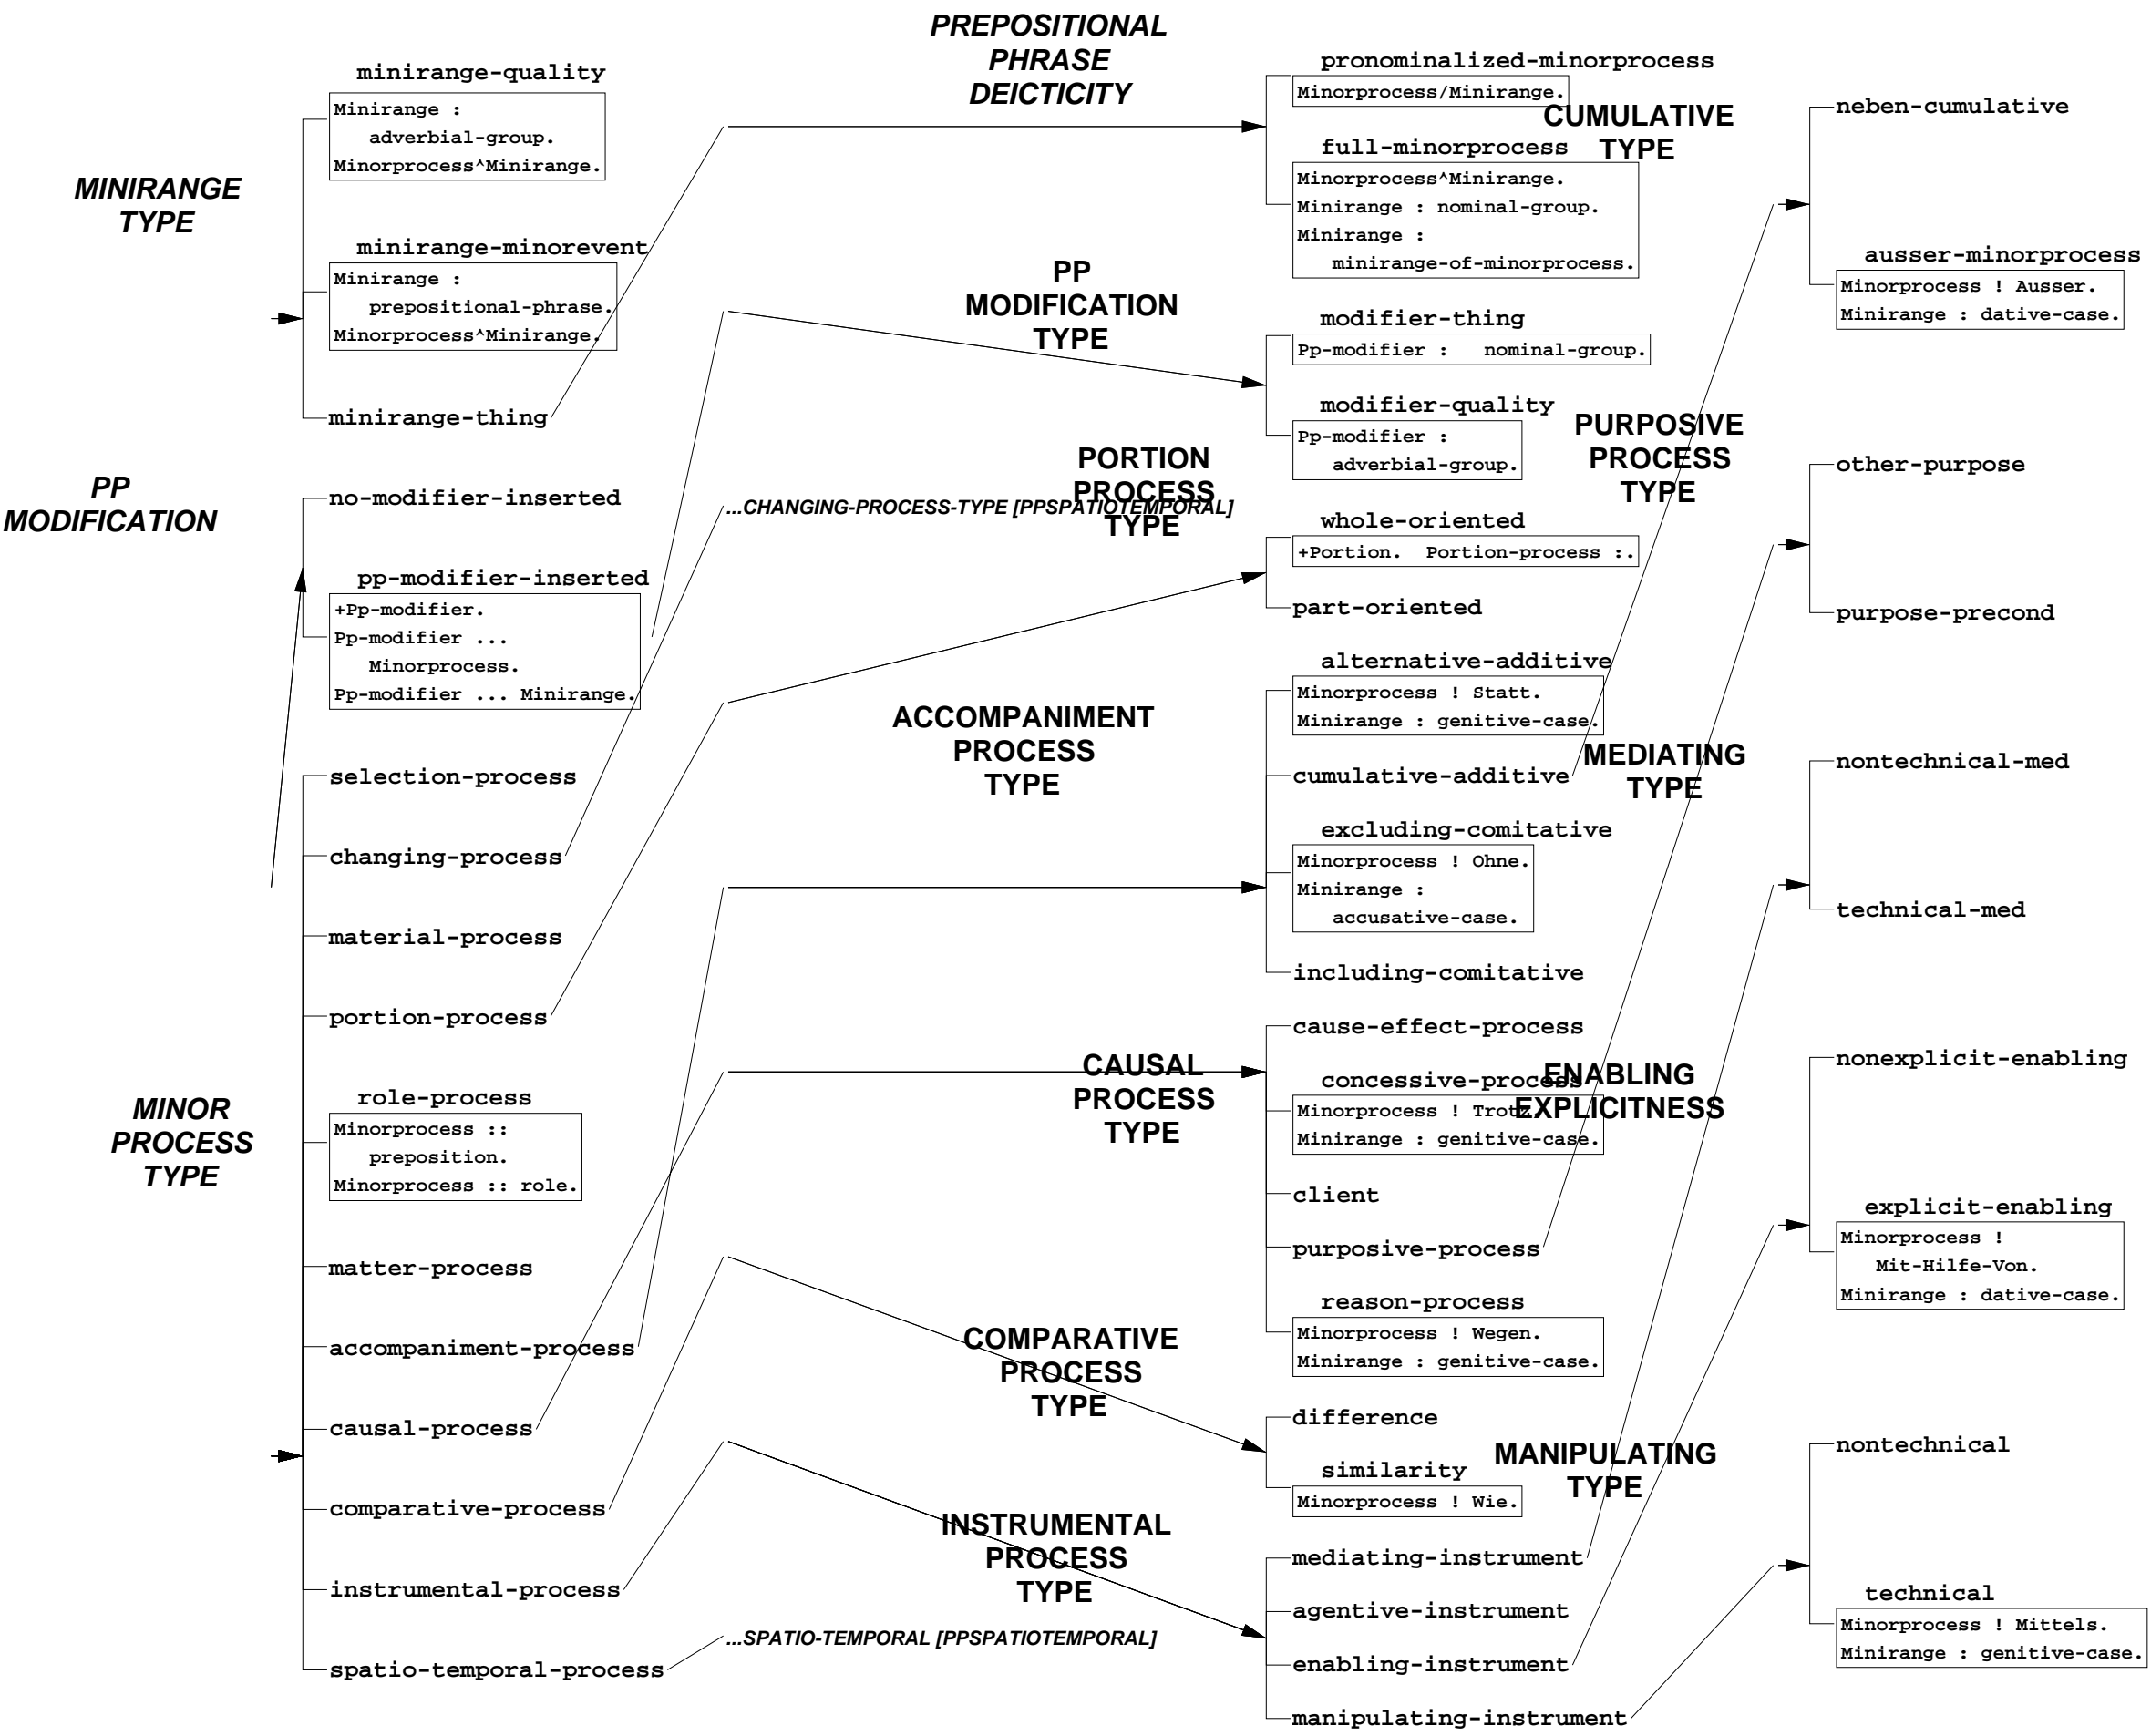 MINIRANGE
TYPE
minirange-quality
Minirange :
adverbial-group.
Minorprocess^Minirange.
minirange-minorevent
Minirange :
prepositional-phrase.
Minorprocess^Minirange.
minirange-thing
PP
MODIFICATION
no-modifier-inserted
pp-modifier-inserted
+Pp-modifier.
Pp-modifier ...
Minorprocess.
Pp-modifier ... Minirange.
MINOR
PROCESS
TYPE
selection-process
changing-process
material-process
portion-process
role-process
Minorprocess ::
preposition.
Minorprocess :: role.
matter-process
accompaniment-process
causal-process
comparative-process
instrumental-process
spatio-temporal-process
PREPOSITIONAL
PHRASE
DEICTICITY
pronominalized-minorprocess
Minorprocess/Minirange.
full-minorprocess
Minorprocess^Minirange.
Minirange : nominal-group.
Minirange :
minirange-of-minorprocess.
PP
MODIFICATION
TYPE
modifier-thing
Pp-modifier :   nominal-group.
modifier-quality
Pp-modifier :
adverbial-group.
...CHANGING-PROCESS-TYPE [PPSPATIOTEMPORAL]
PORTION
PROCESS
TYPE
whole-oriented
+Portion.  Portion-process :.
part-oriented
ACCOMPANIMENT
PROCESS
TYPE
alternative-additive
Minorprocess ! Statt.
Minirange : genitive-case.
cumulative-additive
excluding-comitative
Minorprocess ! Ohne.
Minirange :
accusative-case.
including-comitative
CAUSAL
PROCESS
TYPE
cause-effect-process
concessive-process
Minorprocess ! Trotz.
Minirange : genitive-case.
client
purposive-process
reason-process
Minorprocess ! Wegen.
Minirange : genitive-case.
COMPARATIVE
PROCESS
TYPE
difference
similarity
Minorprocess ! Wie.
INSTRUMENTAL
PROCESS
TYPE
mediating-instrument
agentive-instrument
enabling-instrument
manipulating-instrument
...SPATIO-TEMPORAL [PPSPATIOTEMPORAL]
CUMULATIVE
TYPE
neben-cumulative
ausser-minorprocess
Minorprocess ! Ausser.
Minirange : dative-case.
PURPOSIVE
PROCESS
TYPE
other-purpose
purpose-precond
MEDIATING
TYPE
nontechnical-med
technical-med
ENABLING
EXPLICITNESS
nonexplicit-enabling
explicit-enabling
Minorprocess !
Mit-Hilfe-Von.
Minirange : dative-case.
MANIPULATING
TYPE
nontechnical
technical
Minorprocess ! Mittels.
Minirange : genitive-case.